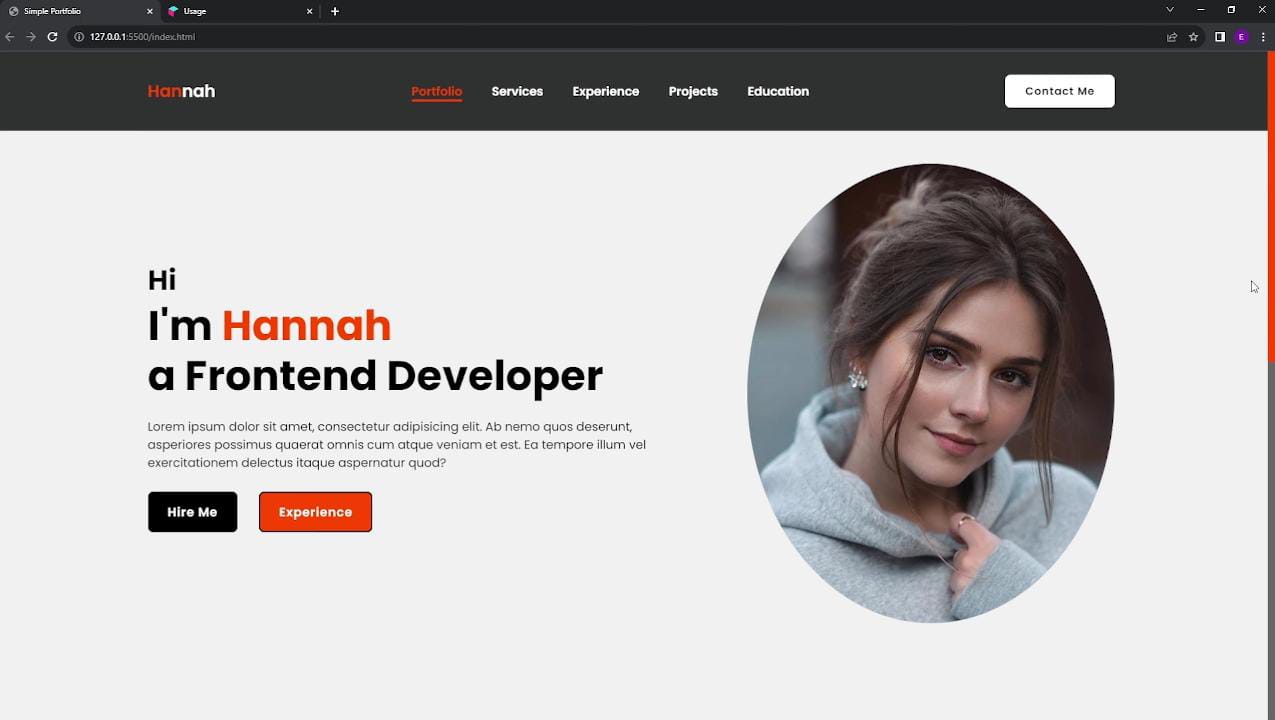 Simple Portfolio
Usage
127.0.0.1:5500/index.html
E
Hannah
Portfolio Services Experience Projects Education
Contact Me
Hi
I'm Hannah
a Frontend Developer
Lorem ipsum dolor sit amet, consectetur adipisicing elit. Ab nemo quos deserunt,
asperiores possimus quaerat omnis cum atque veniam et est. Ea tempore illum vel
exercitationem delectus itaque aspernatur quod?
Hire Me Experience